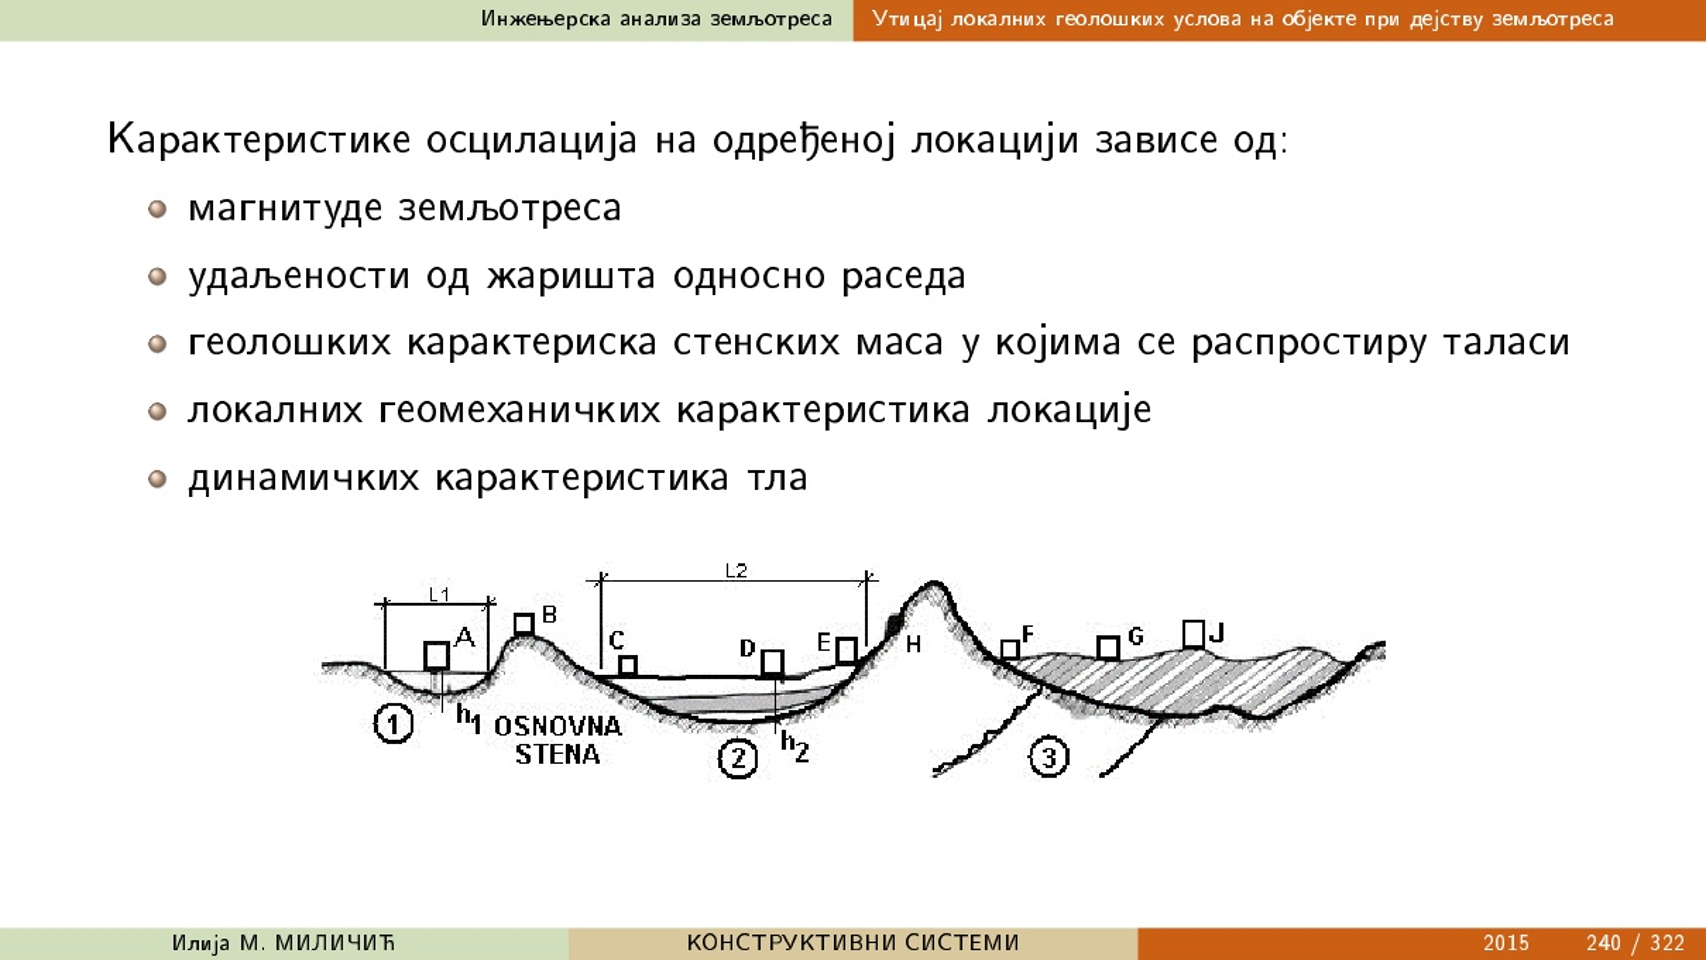 Инжењерска анализа земљотреса
Утицај локалних геолошких услова на објекте при дејству земљотреса
Карактеристике осцилација на одређеној локацији зависе од:
магнитуде земљотреса
удаљености од жаришта односно раседа
геолошких карактериска стенских маса у којима се распростиру таласи
локалних геомеханичких карактеристика локације
динамичких карактеристика тла
L1
L2
A
B
C
D
E
H
F
G
J
1
h1
OSNOVNA
STENA
2
h2
3
Илија М. МИЛИЧИЋ
КОНСТРУКТИВНИ СИСТЕМИ
2015
240 / 322